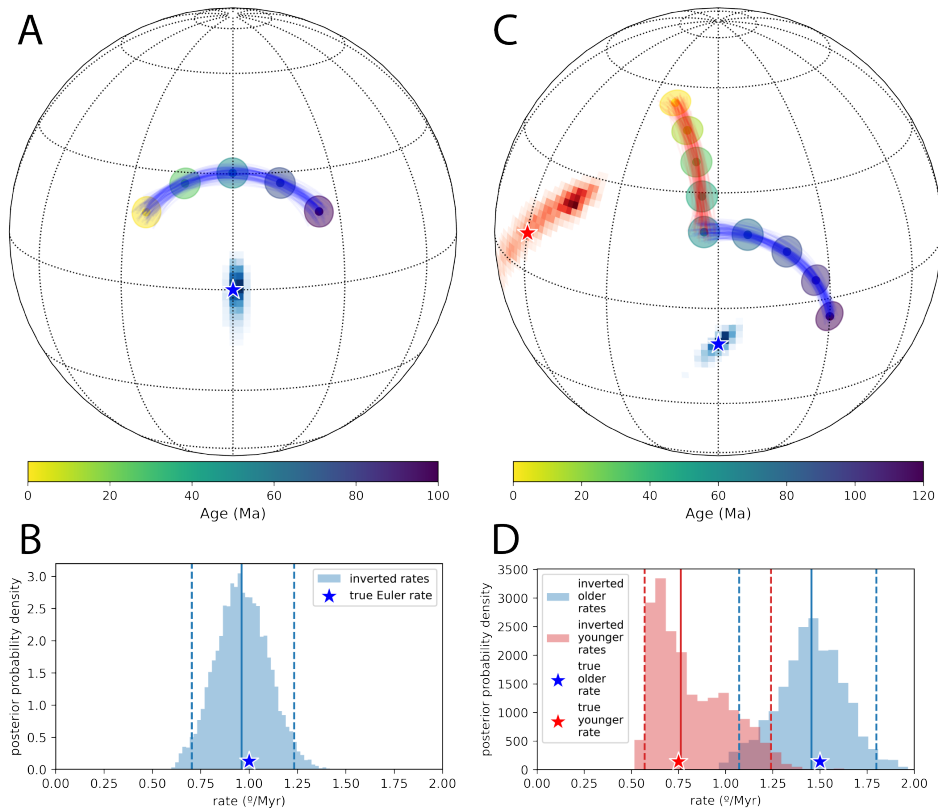 A
0
20
40
60
80
100
Age (Ma)
C
0
20
40
60
80
100
120
Age (Ma)
B
posterior probability density
3.0
2.5
2.0
1.5
1.0
0.5
0.0
inverted rates
true Euler rate
0.00
0.25
0.50
0.75
1.00
1.25
1.50
1.75
2.00
rate (º/Myr)
D
posterior probability density
3500
3000
2500
2000
1500
1000
500
0
inverted
older
rates
inverted
younger
rates
true
older
rate
true
younger
rate
0.00
0.25
0.50
0.75
1.00
1.25
1.50
1.75
2.00
rate (º/Myr)